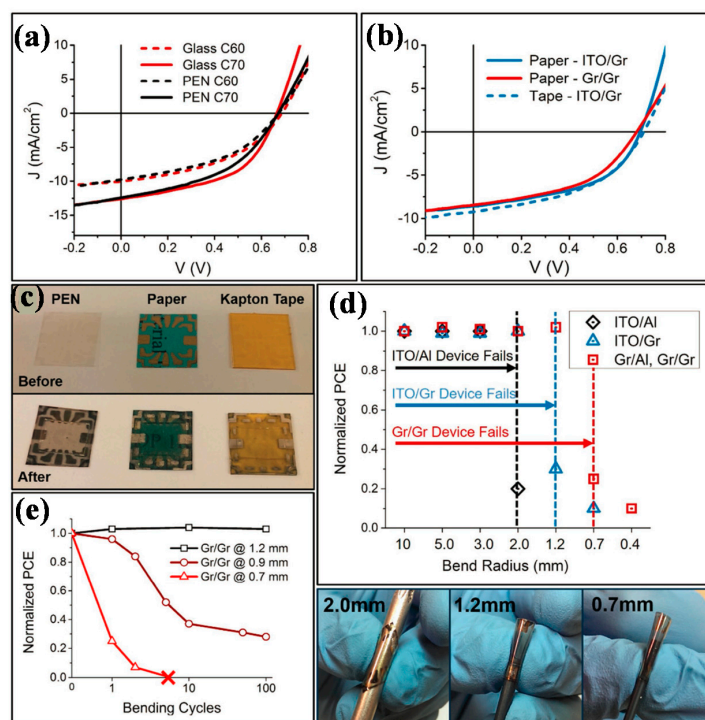 (a)
Glass C60
Glass C70
PEN C60
PEN C70
J (mA/cm²)
10
5
0
-5
-10
-15
-0.2 0.0 0.2 0.4 0.6 0.8
V (V)
(b)
Paper - ITO/Gr
Paper - Gr/Gr
Tape - ITO/Gr
J (mA/cm²)
10
5
0
-5
-10
-0.2 0.0 0.2 0.4 0.6 0.8
V (V)
(c)
PEN Paper Kapton Tape
trial
Before
After
(d)
ITO/Al
ITO/Gr
Gr/Al, Gr/Gr
ITO/Al Device Fails
ITO/Gr Device Fails
Gr/Gr Device Fails
Normalized PCE
1.0
0.8
0.6
0.4
0.2
0.0
10 5.0 3.0 2.0 1.2 0.7 0.4
Bend Radius (mm)
(e)
Gr/Gr @ 1.2 mm
Gr/Gr @ 0.9 mm
Gr/Gr @ 0.7 mm
Normalized PCE
1.0
0.8
0.6
0.4
0.2
0.0
0 1 10 100
Bending Cycles
2.0mm 1.2mm 0.7mm